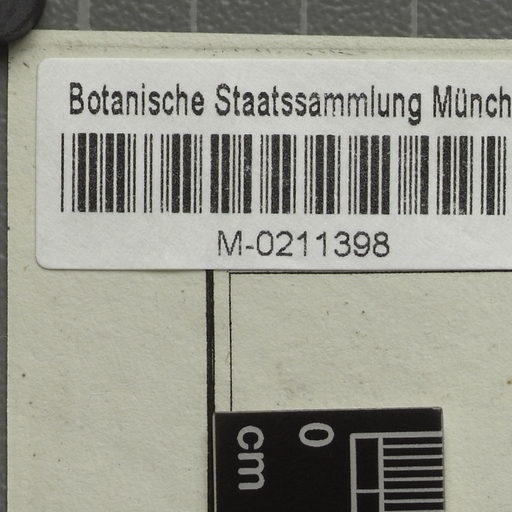 Botanische Staatssammlung Münch
M-0211398
0
cm